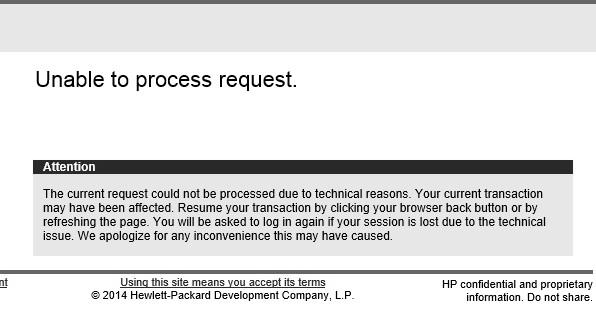 Unable to process request.
Attention
The current request could not be processed due to technical reasons. Your current transaction
may have been affected. Resume your transaction by clicking your browser back button or by
refreshing the page. You will be asked to log in again if your session is lost due to the technical
issue. We apologize for any inconvenience this may have caused.
nt
Using this site means you accept its terms
© 2014 Hewlett-Packard Development Company, L.P.
HP confidential and proprietary
information. Do not share.